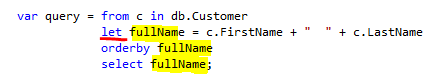 var query = from c in db.Customer
let fullName = c.FirstName + "  " + c.LastName
orderby fullName
select fullName;